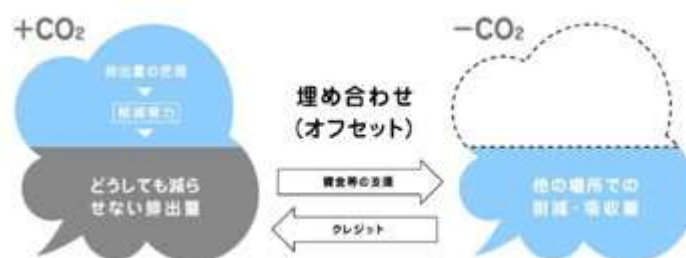 +CO₂
排出量の把握
削減努力
どうしても減ら
せない排出量
埋め合わせ
(オフセット)
資金等の支援
クレジット
−CO₂
他の場所での
削減・吸収量